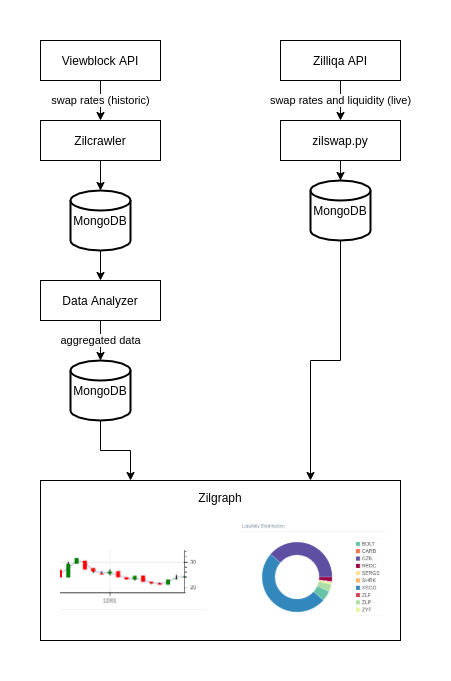 Viewblock API
Zilliqa API
swap rates (historic)
swap rates and liquidity (live)
Zilcrawler
zilswap.py
MongoDB
MongoDB
Data Analyzer
aggregated data
MongoDB
Zilgraph
Liquidity Distribution
30
20
12/01
BOLT
CARB
GZIL
REDC
SERGS
SHRK
XSGD
ZLF
ZLP
ZYF